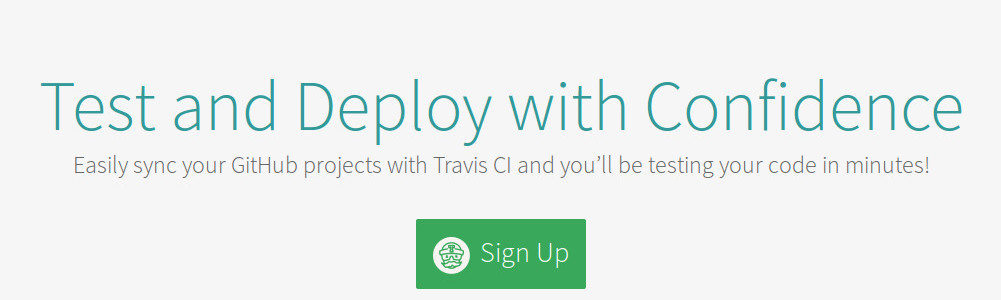 Test and Deploy with Confidence
Easily sync your GitHub projects with Travis CI and you’ll be testing your code in minutes!
Sign Up